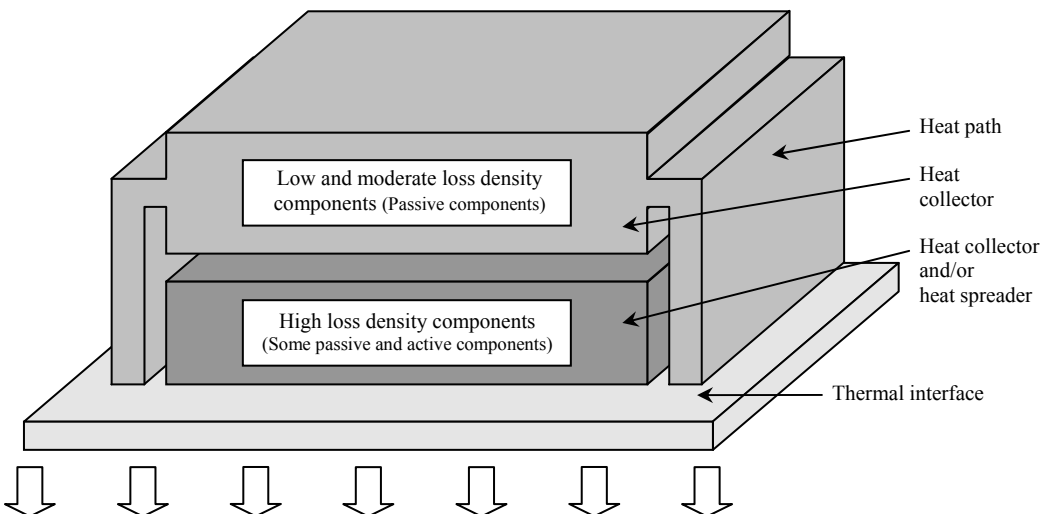 Heat path
Low and moderate loss density
components (Passive components)
Heat
collector
Heat collector
and/or
heat spreader
High loss density components
(Some passive and active components)
Thermal interface